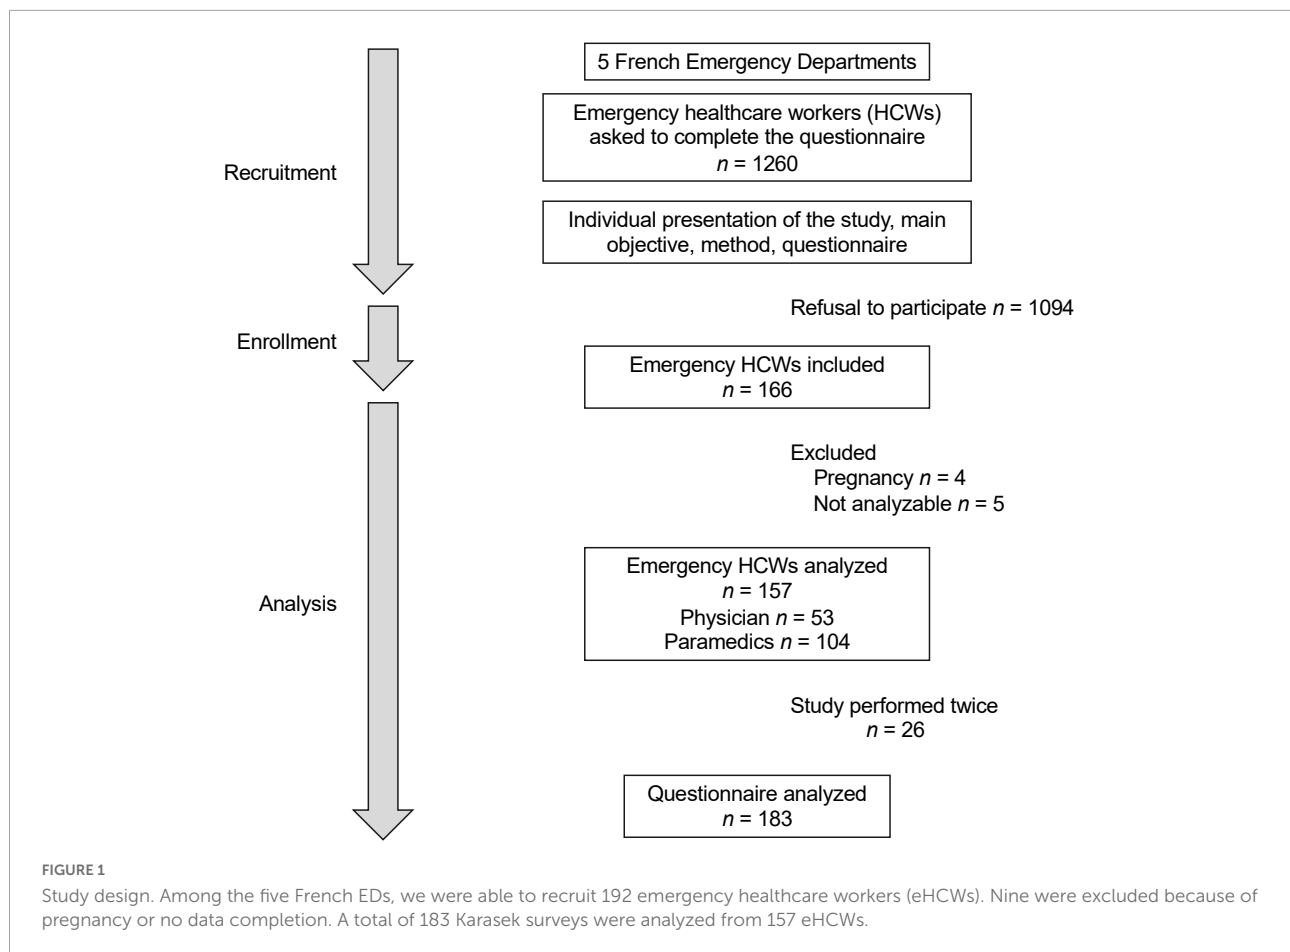 5 French Emergency Departments
Emergency healthcare workers (HCWs)
asked to complete the questionnaire
n = 1260
Recruitment
Individual presentation of the study, main
objective, method, questionnaire
Refusal to participate n = 1094
Enrollment
Emergency HCWs included
n = 166
Excluded
Pregnancy n = 4
Not analyzable n = 5
Emergency HCWs analyzed
n = 157
Analysis
Physician n = 53
Paramedics n = 104
Study performed twice
n = 26
Questionnaire analyzed
n = 183
FIGURE 1
Study design. Among the five French EDs, we were able to recruit 192 emergency healthcare workers (eHCWs). Nine were excluded because of
pregnancy or no data completion. A total of 183 Karasek surveys were analyzed from 157 eHCWs.